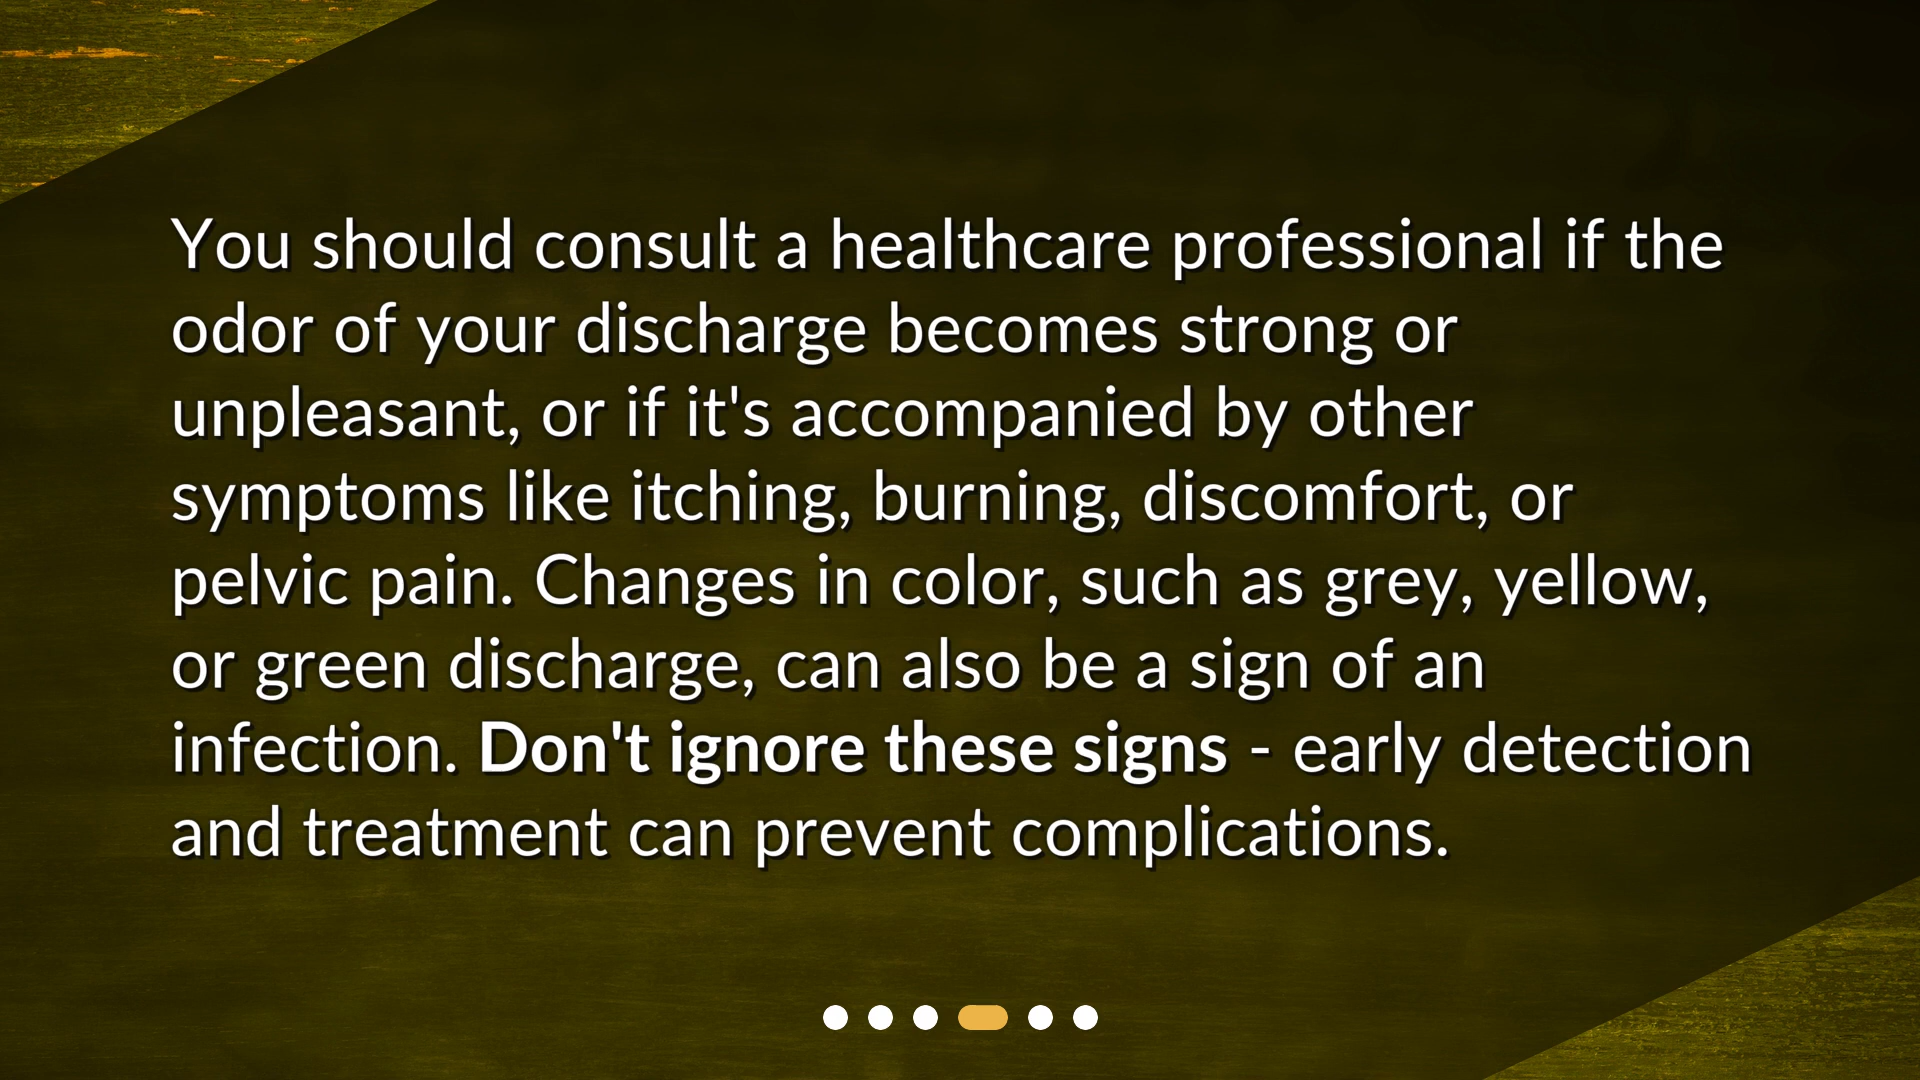 You should consult a healthcare professional if the
odor of your discharge becomes strong or
unpleasant, or if it's accompanied by other
symptoms like itching, burning, discomfort, or
pelvic pain. Changes in color, such as grey, yellow,
or green discharge, can also be a sign of an
infection. Don't ignore these signs - early detection
and treatment can prevent complications.